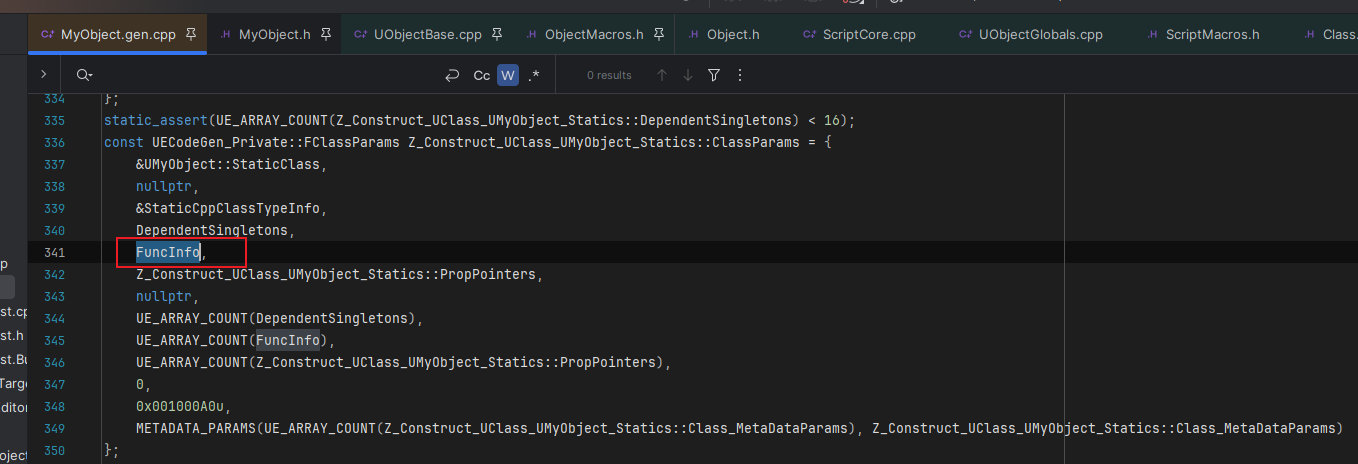 MyObject.gen.cpp MyObject.h UObjectBase.cpp ObjectMacros.h Object.h ScriptCore.cpp UObjectGlobals.cpp ScriptMacros.h Class.
Cc W .* 0 results
334 };
335 static_assert(UE_ARRAY_COUNT(Z_Construct_UClass_UMyObject_Statics::DependentSingletons) < 16);
336 const UECodeGen_Private::FClassParams Z_Construct_UClass_UMyObject_Statics::ClassParams = {
337 &UMyObject::StaticClass,
338 nullptr,
339 &StaticCppClassTypeInfo,
340 DependentSingletons,
341 FuncInfo,
342 Z_Construct_UClass_UMyObject_Statics::PropPointers,
343 nullptr,
344 UE_ARRAY_COUNT(DependentSingletons),
345 UE_ARRAY_COUNT(FuncInfo),
346 UE_ARRAY_COUNT(Z_Construct_UClass_UMyObject_Statics::PropPointers),
347 0,
348 0x001000A0u,
349 METADATA_PARAMS(UE_ARRAY_COUNT(Z_Construct_UClass_UMyObject_Statics::Class_MetaDataParams), Z_Construct_UClass_UMyObject_Statics::Class_MetaDataParams)
350 };
p
st.cp
st.h
st.Bu
Targe
ditor
oject